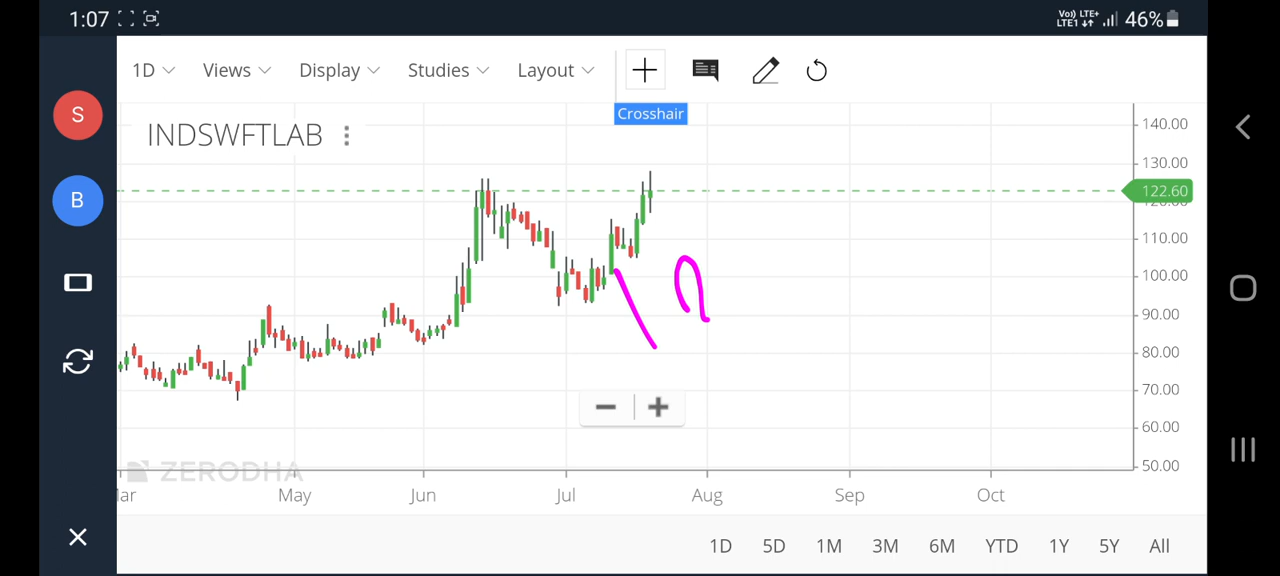 1:07 Vo)) LTE+ LTE1 46%
1D Views Display Studies Layout
Crosshair
S
INDSWFTLAB
B
140.00
130.00
122.60
120.00
110.00
100.00
90.00
80.00
70.00
60.00
50.00
ZERODHA
ar May Jun Jul Aug Sep Oct
1D 5D 1M 3M 6M YTD 1Y 5Y All